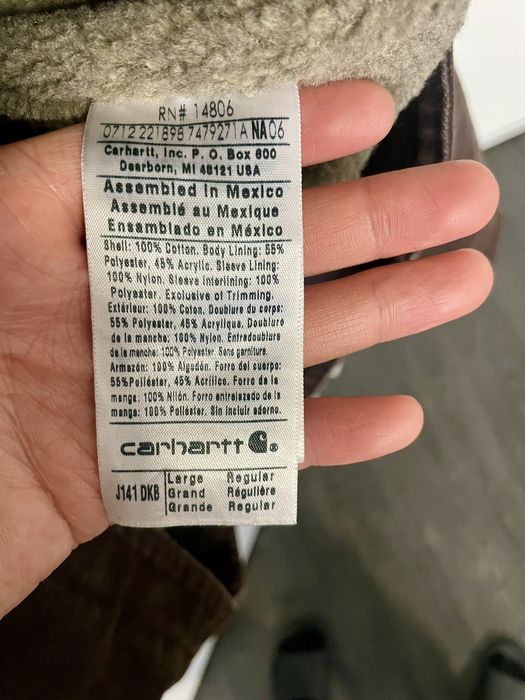 RN# 14806
0712 221898 7479271A NA06
Carhartt, Inc. P. O. Box 600
Dearborn, MI 48121 USA
Assembled in Mexico
Assemblé au Mexique
Ensamblado en México
Shell: 100% Cotton. Body Lining: 55%
Polyester, 45% Acrylic. Sleeve Lining:
100% Nylon. Sleeve Interlining: 100%
Polyester. Exclusive of Trimming.
Extérieur: 100% Coton. Doublure du corps:
55% Polyester, 45% Acrylique. Doublure
de la manche: 100% Nylon. Entredoublure
de la manche: 100% Polyester. Sans garniture.
Armazón: 100% Algodón. Forro del cuerpo:
55%Poliéster, 45% Acrílico. Forro de la
manga: 100% Nilón. Forro entrelazado de la
manga: 100% Poliéster. Sin incluir adorno.
carhartt
J141 DKB
Large Regular
Grand Régulière
Grande Regular